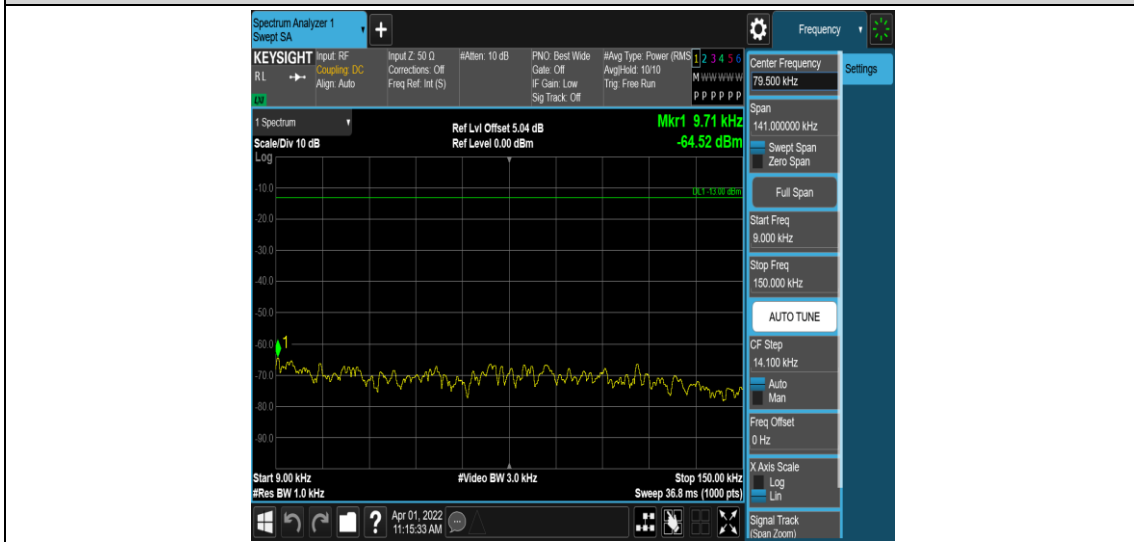 Spectrum Analyzer 1
Swept SA
+
Frequency
KEYSIGHT
RL
Input: RF
Coupling: DC
Align: Auto
Input Z: 50 Ω
Corrections: Off
Freq Ref: Int (S)
#Atten: 10 dB
PNO: Best Wide
Gate: Off
IF Gain: Low
Sig Track: Off
#Avg Type: Power (RMS
Avg|Hold: 10/10
Trig: Free Run
1 2 3 4 5 6
M W W W W W
P P P P P P
1 Spectrum
Scale/Div 10 dB
Log
Ref Lvl Offset 5.04 dB
Ref Level 0.00 dBm
Mkr1 9.71 kHz
-64.52 dBm
DL1 -13.00 dBm
-10.0
-20.0
-30.0
-40.0
-50.0
-60.0
-70.0
-80.0
-90.0
1
Start 9.00 kHz
#Res BW 1.0 kHz
#Video BW 3.0 kHz
Stop 150.00 kHz
Sweep 36.8 ms (1000 pts)
?
Apr 01, 2022
11:15:33 AM
Center Frequency
79.500 kHz
Settings
Span
141.000000 kHz
Swept Span
Zero Span
Full Span
Start Freq
9.000 kHz
Stop Freq
150.000 kHz
AUTO TUNE
CF Step
14.100 kHz
Auto
Man
Freq Offset
0 Hz
X Axis Scale
Log
Lin
Signal Track
(Span Zoom)